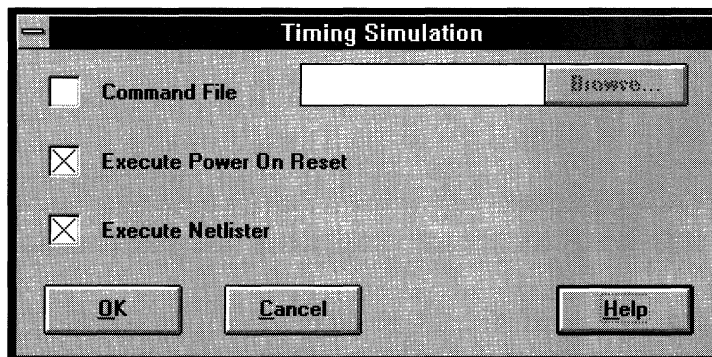 Timing Simulation
Command File
Browse...
Execute Power On Reset
Execute Netlister
OK
Cancel
Help